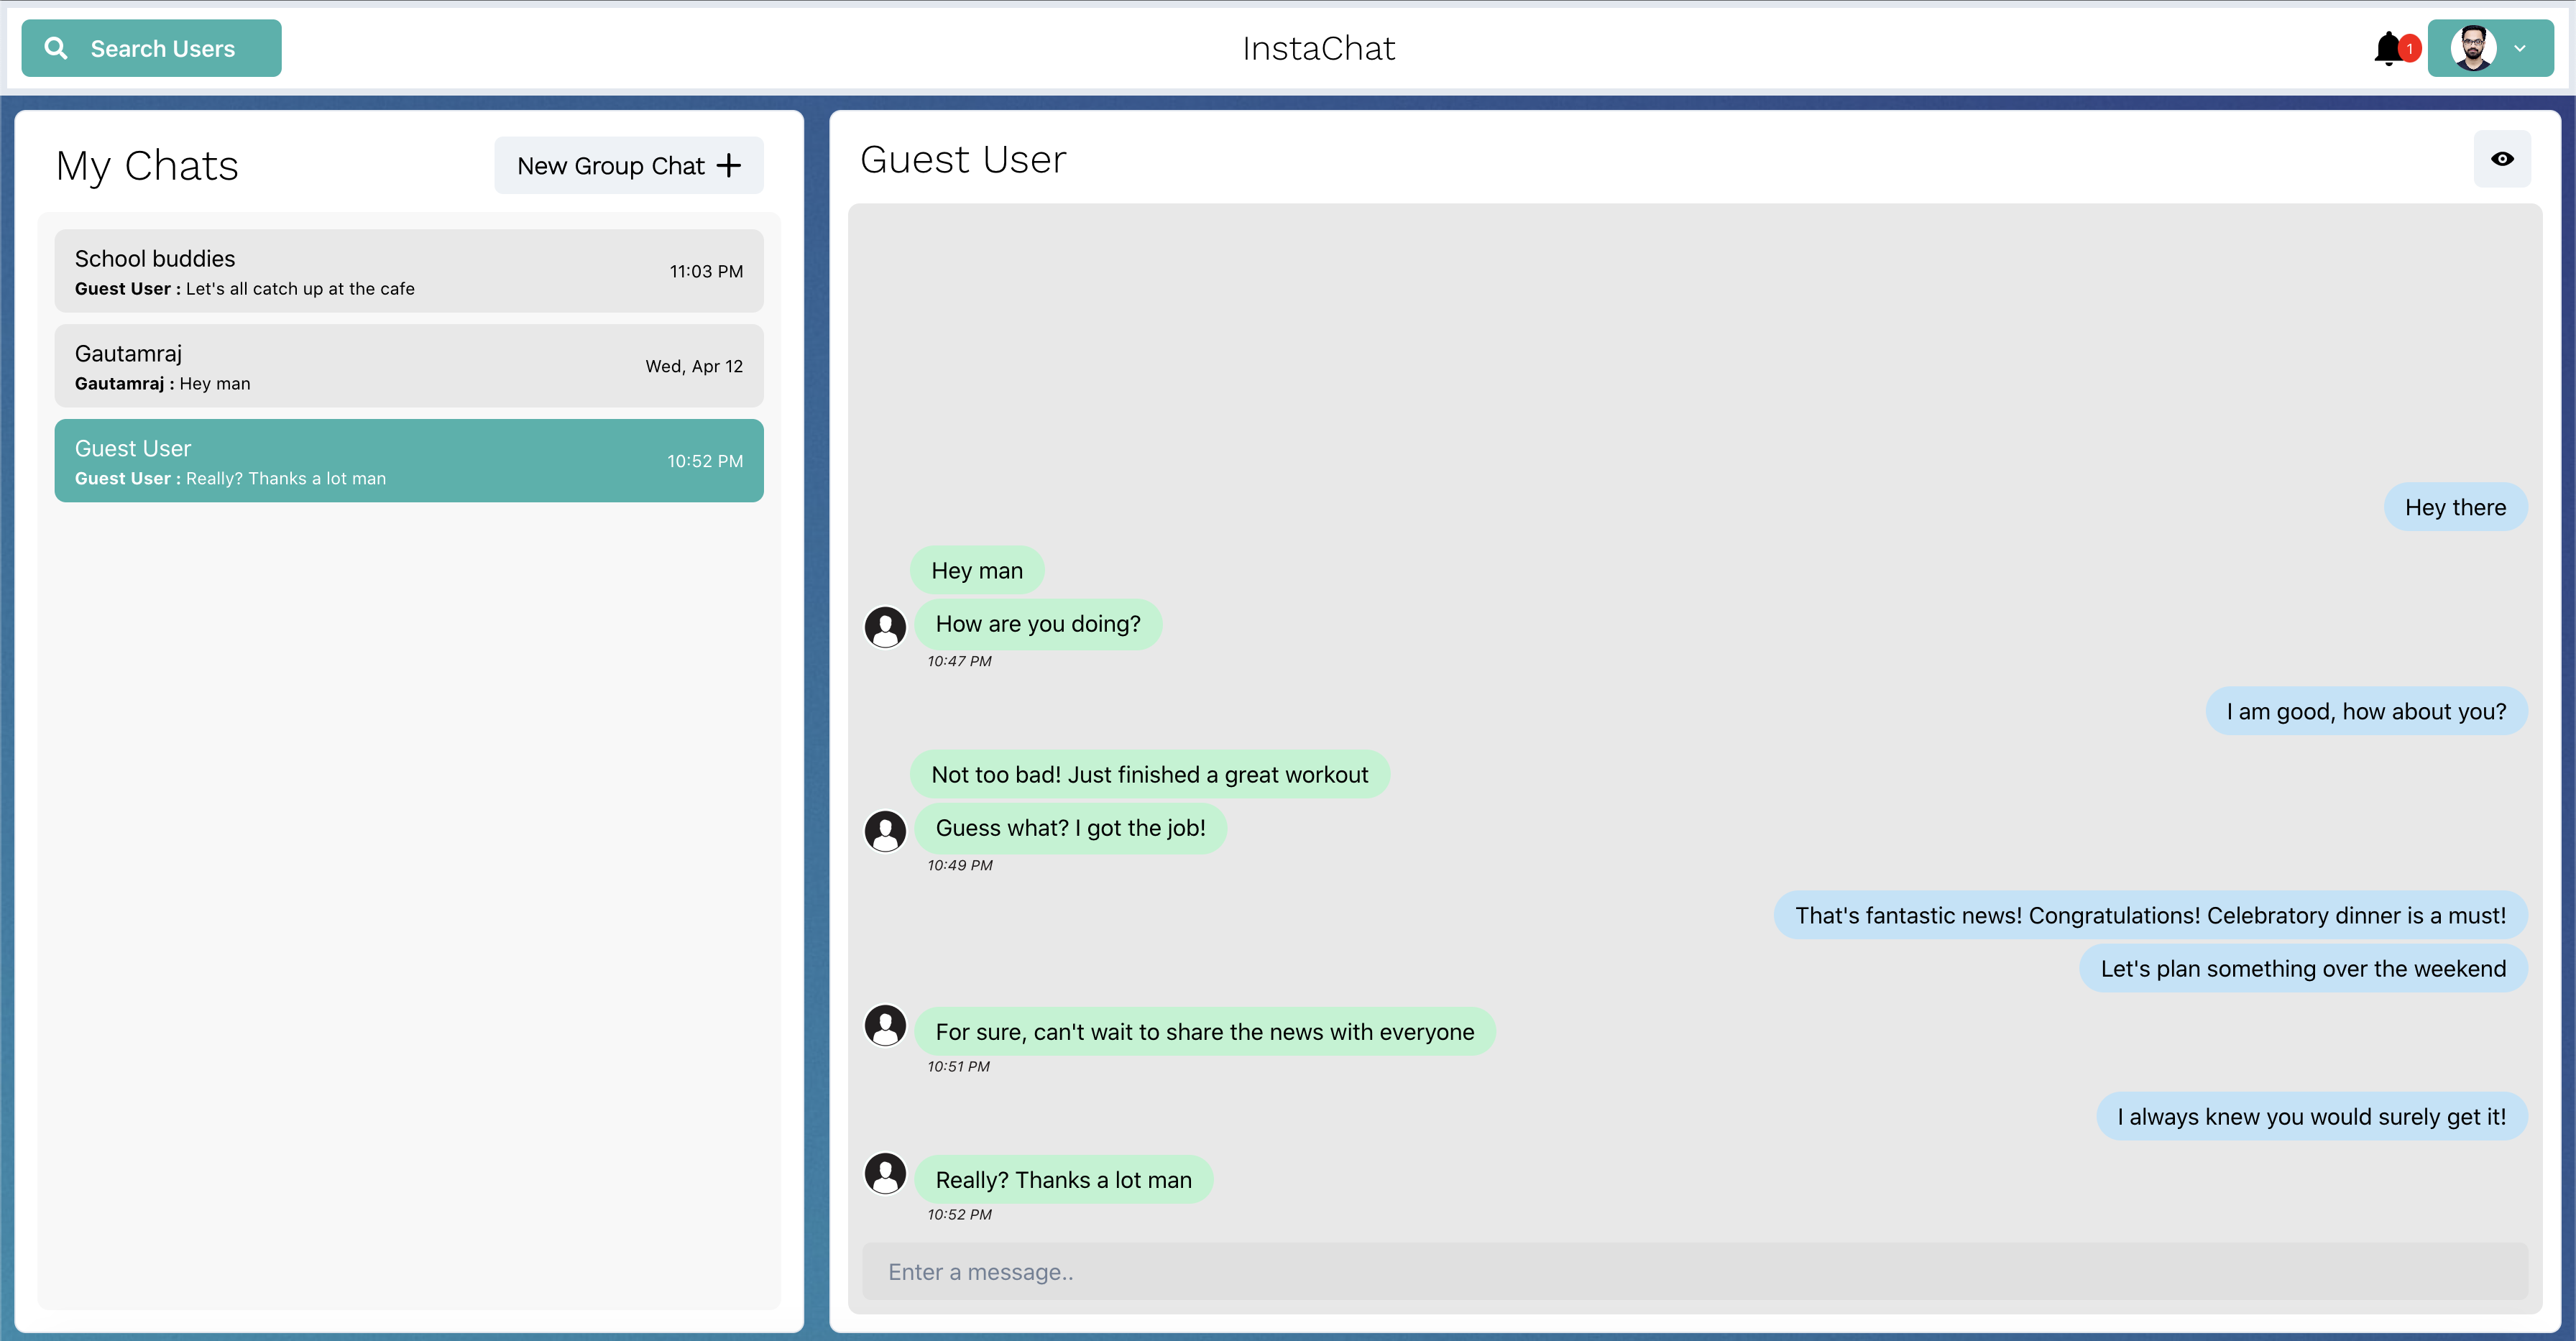 Search Users
InstaChat
1
My Chats
New Group Chat +
School buddies
Guest User : Let's all catch up at the cafe
11:03 PM
Gautamraj
Gautamraj : Hey man
Wed, Apr 12
Guest User
Guest User : Really? Thanks a lot man
10:52 PM
Guest User
Hey there
Hey man
How are you doing?
10:47 PM
I am good, how about you?
Not too bad! Just finished a great workout
Guess what? I got the job!
10:49 PM
That's fantastic news! Congratulations! Celebratory dinner is a must!
Let's plan something over the weekend
For sure, can't wait to share the news with everyone
10:51 PM
I always knew you would surely get it!
Really? Thanks a lot man
10:52 PM
Enter a message..